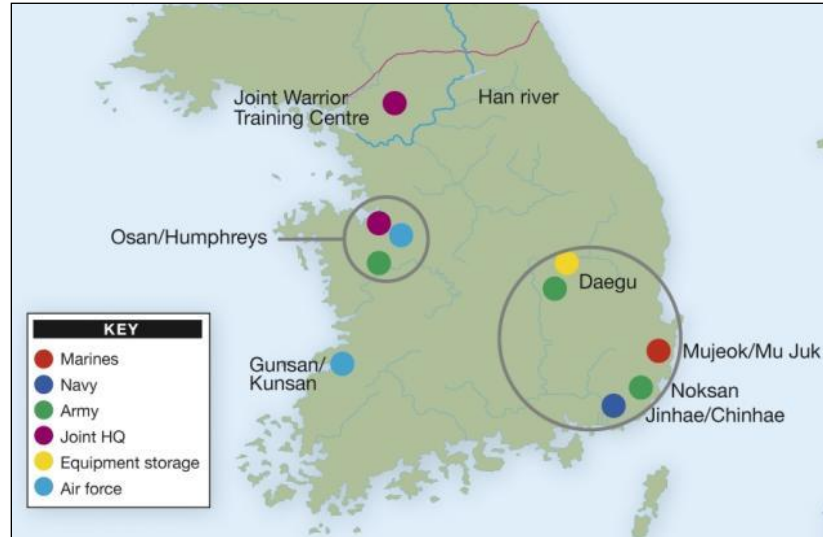 Joint Warrior
Training Centre
Han river
Osan/Humphreys
Daegu
Gunsan/
Kunsan
Mujeok/Mu Juk
Noksan
Jinhae/Chinhae
KEY
Marines
Navy
Army
Joint HQ
Equipment storage
Air force